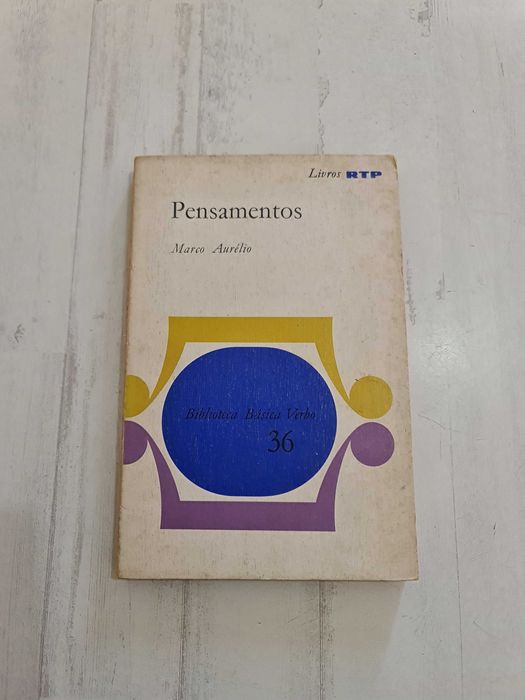 Livros RTP
Pensamentos
Marco Aurélio
Biblioteca Básica Verbo
36